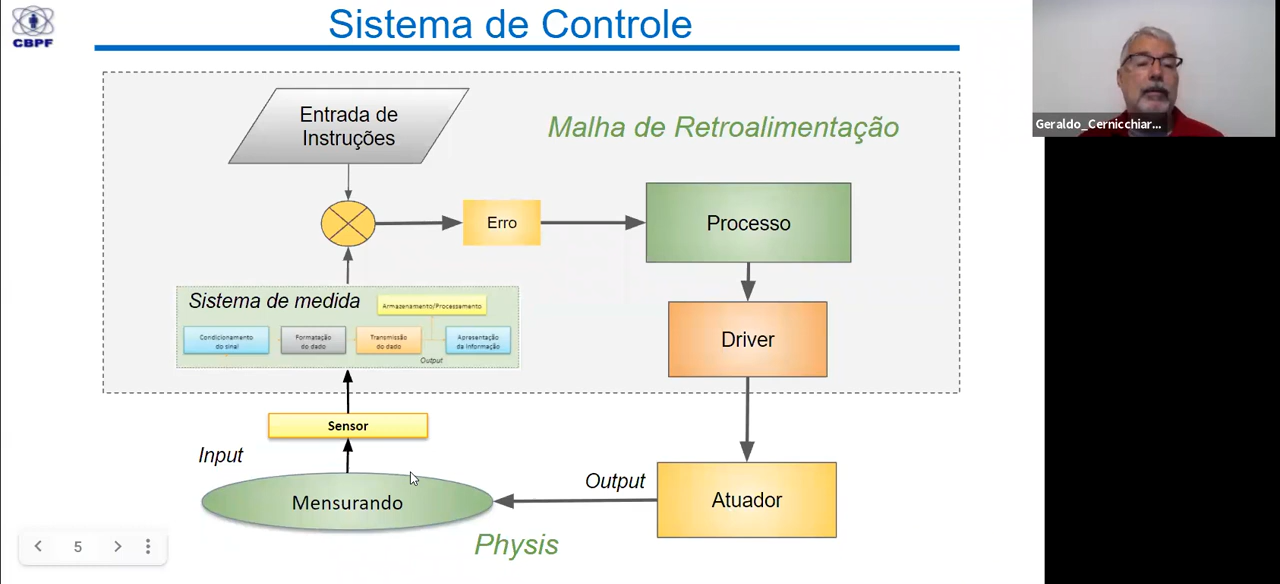 CBPF
Sistema de Controle
Entrada de
Instruções
Malha de Retroalimentação
Erro
Processo
Sistema de medida
Armazenamento/Processamento
Condicionamento
do sinal
Formatação
do dado
Transmissão
do dado
Apresentação
da Informação
Output
Driver
Sensor
Input
Mensurando
Output
Atuador
Physis
5
Geraldo_Cernicchiar...